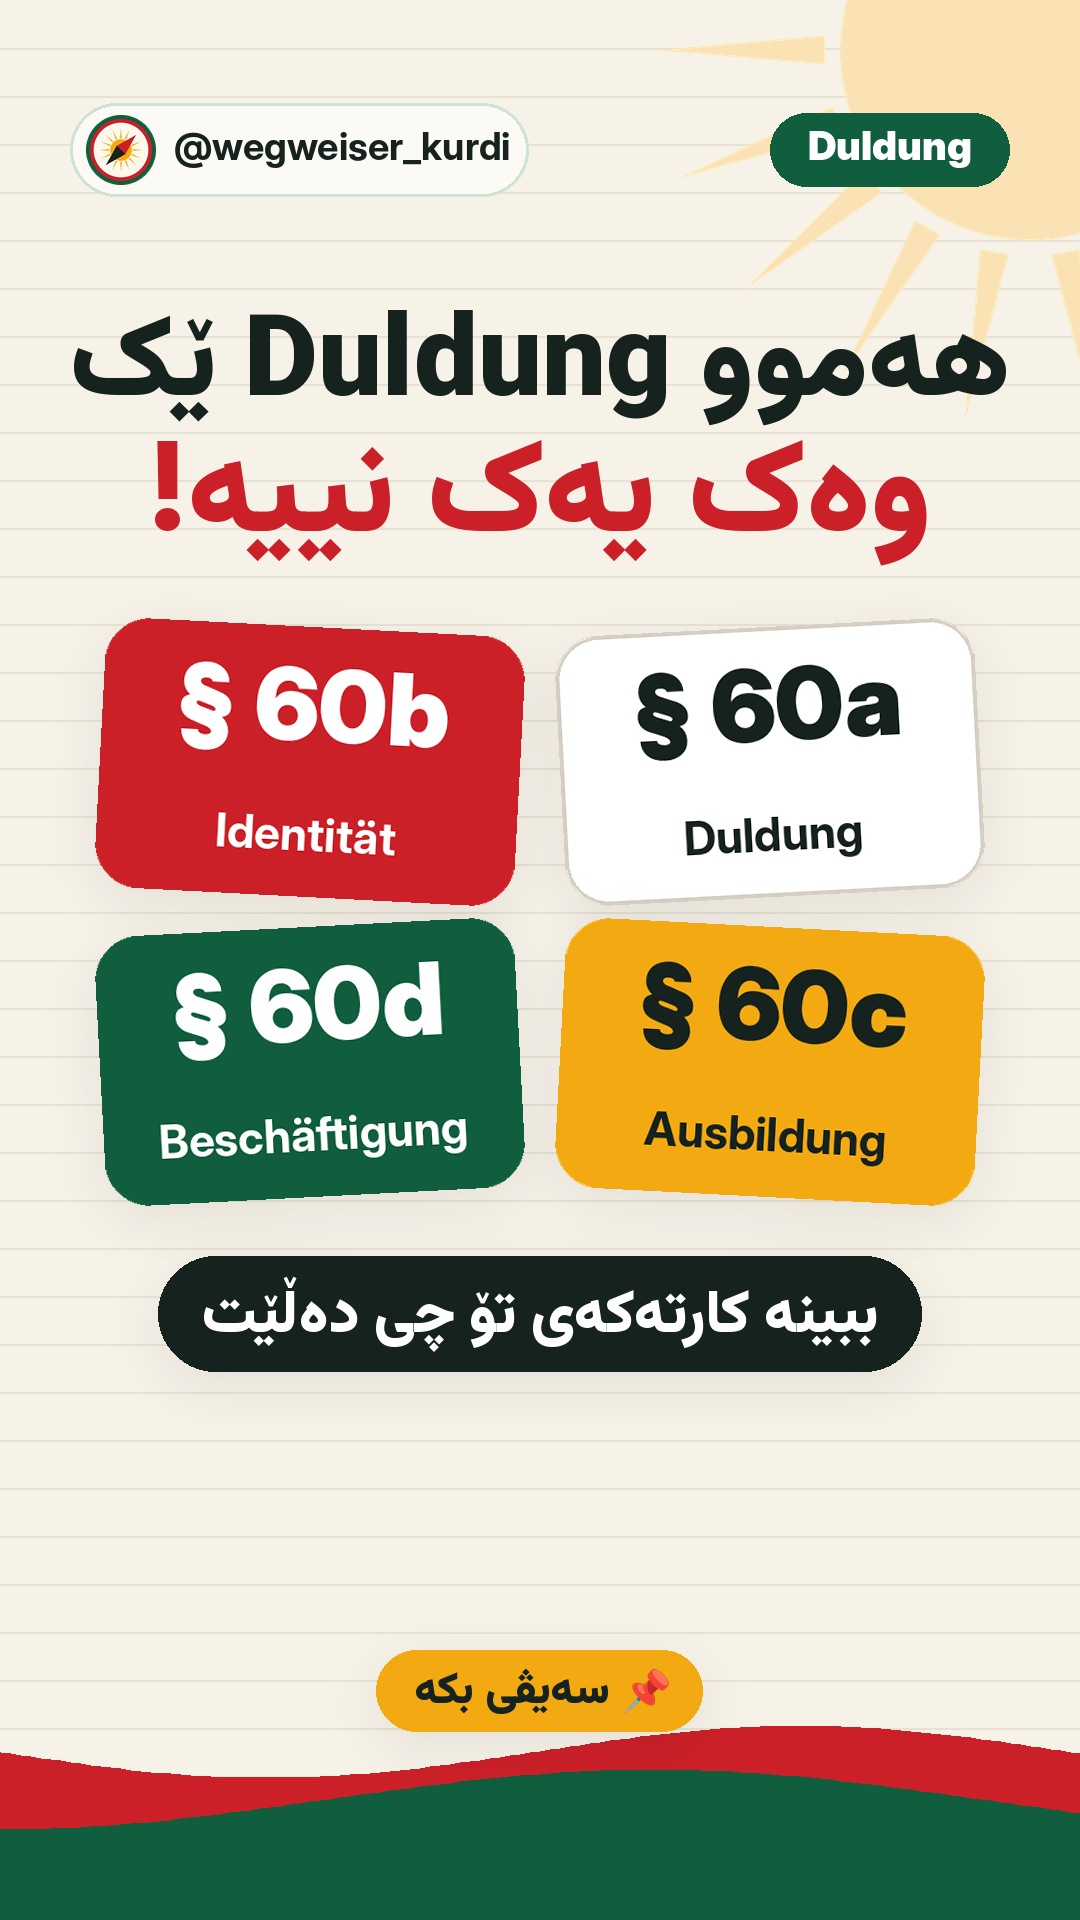 @wegweiser_kurdi
Duldung
هەموو Duldung ێک
وەک یەک نییە!
§ 60a
Duldung
§ 60b
Identität
§ 60c
Ausbildung
§ 60d
Beschäftigung
ببینە کارتەکەی تۆ چی دەڵێت
📌 سەیڤی بکە